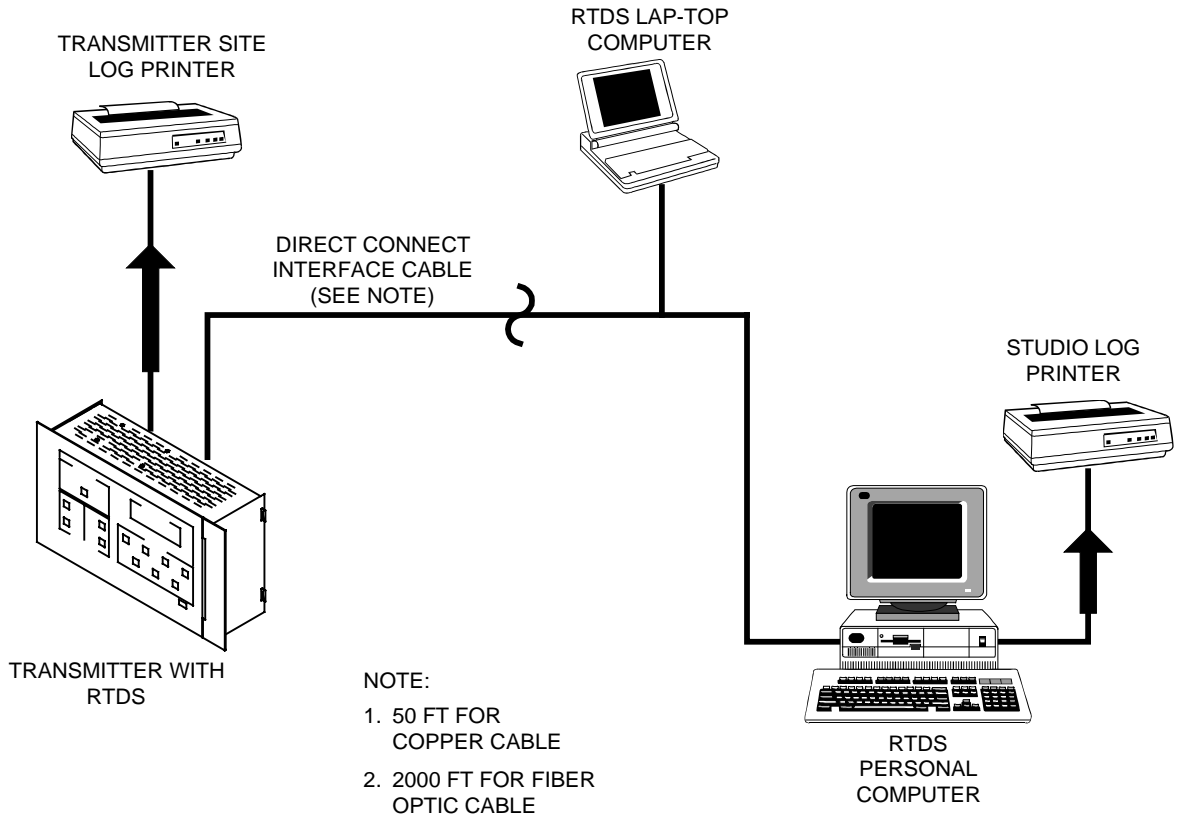 RTDS LAP-TOP
COMPUTER
TRANSMITTER SITE
LOG PRINTER
DIRECT CONNECT
INTERFACE CABLE
(SEE NOTE)
STUDIO LOG
PRINTER
TRANSMITTER WITH
RTDS
NOTE:
1. 50 FT FOR
COPPER CABLE
2. 2000 FT FOR FIBER
OPTIC CABLE
RTDS
PERSONAL
COMPUTER